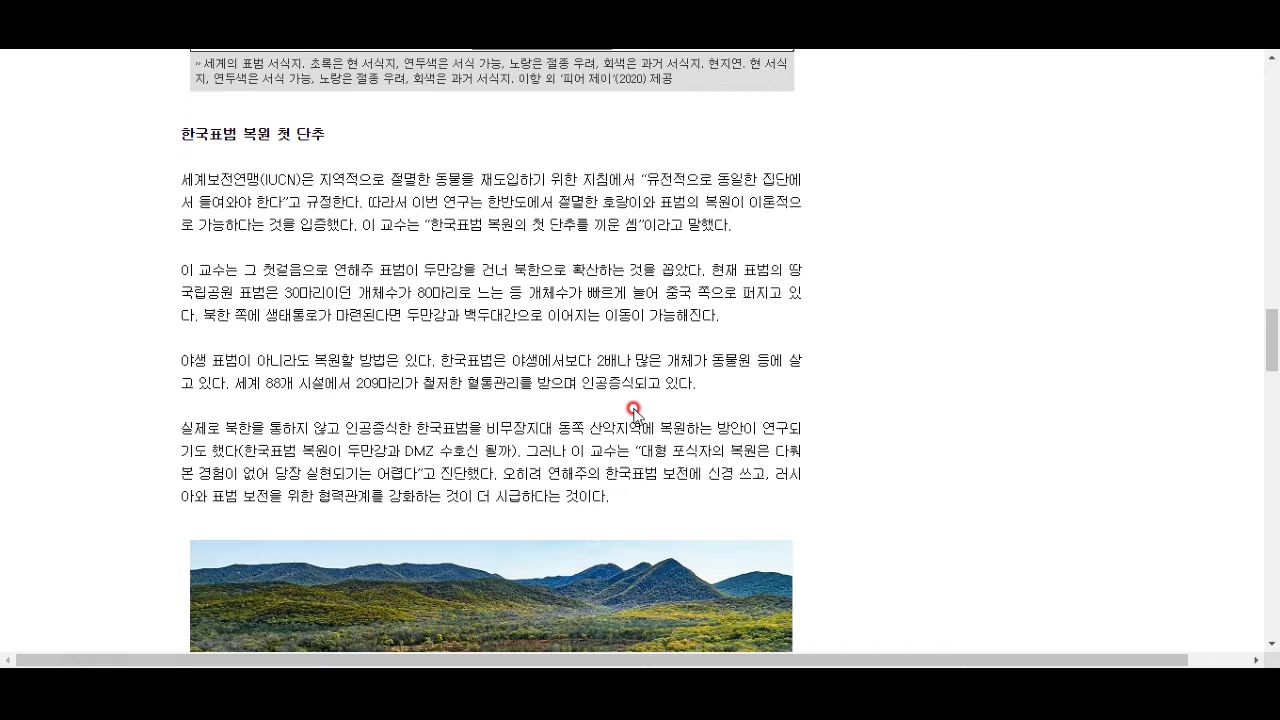 » 세계의 표범 서식지. 초록은 현 서식지, 연두색은 서식 가능, 노랑은 절종 우려, 회색은 과거 서식지. 현지연. 현 서식
지, 연두색은 서식 가능, 노랑은 절종 우려, 회색은 과거 서식지. 이항 외 ‘피어 제이’(2020) 제공
한국표범 복원 첫 단추
세계보전연맹(IUCN)은 지역적으로 절멸한 동물을 재도입하기 위한 지침에서 “유전적으로 동일한 집단에
서 들여와야 한다”고 규정한다. 따라서 이번 연구는 한반도에서 절멸한 호랑이와 표범의 복원이 이론적으
로 가능하다는 것을 입증했다. 이 교수는 “한국표범 복원의 첫 단추를 끼운 셈”이라고 말했다.
이 교수는 그 첫걸음으로 연해주 표범이 두만강을 건너 북한으로 확산하는 것을 꼽았다. 현재 표범의 땅
국립공원 표범은 30마리이던 개체수가 80마리로 느는 등 개체수가 빠르게 늘어 중국 쪽으로 퍼지고 있
다. 북한 쪽에 생태통로가 마련된다면 두만강과 백두대간으로 이어지는 이동이 가능해진다.
야생 표범이 아니라도 복원할 방법은 있다. 한국표범은 야생에서보다 2배나 많은 개체가 동물원 등에 살
고 있다. 세계 88개 시설에서 209마리가 철저한 혈통관리를 받으며 인공증식되고 있다.
실제로 북한을 통하지 않고 인공증식한 한국표범을 비무장지대 동쪽 산악지역에 복원하는 방안이 연구되
기도 했다(한국표범 복원이 두만강과 DMZ 수호신 될까). 그러나 이 교수는 “대형 포식자의 복원은 다뤄
본 경험이 없어 당장 실현되기는 어렵다”고 진단했다. 오히려 연해주의 한국표범 보전에 신경 쓰고, 러시
아와 표범 보전을 위한 협력관계를 강화하는 것이 더 시급하다는 것이다.